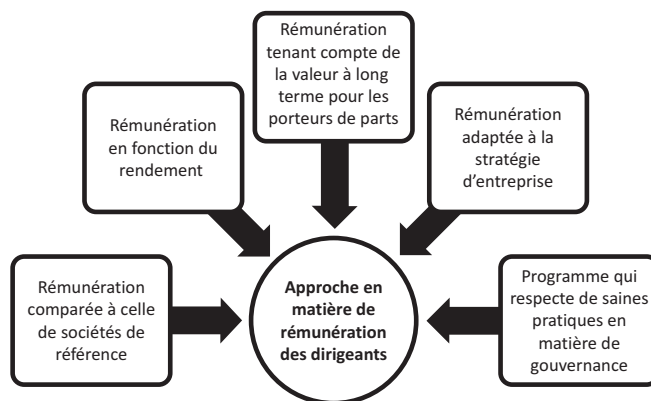 Rémunération
tenant compte de
la valeur à long
terme pour les
porteurs de parts
Rémunération
en fonction du
rendement
Rémunération
adaptée à la
stratégie
d’entreprise
Rémunération
comparée à celle
de sociétés de
référence
Approche en
matière de
rémunération
des dirigeants
Programme qui
respecte de saines
pratiques en
matière de
gouvernance